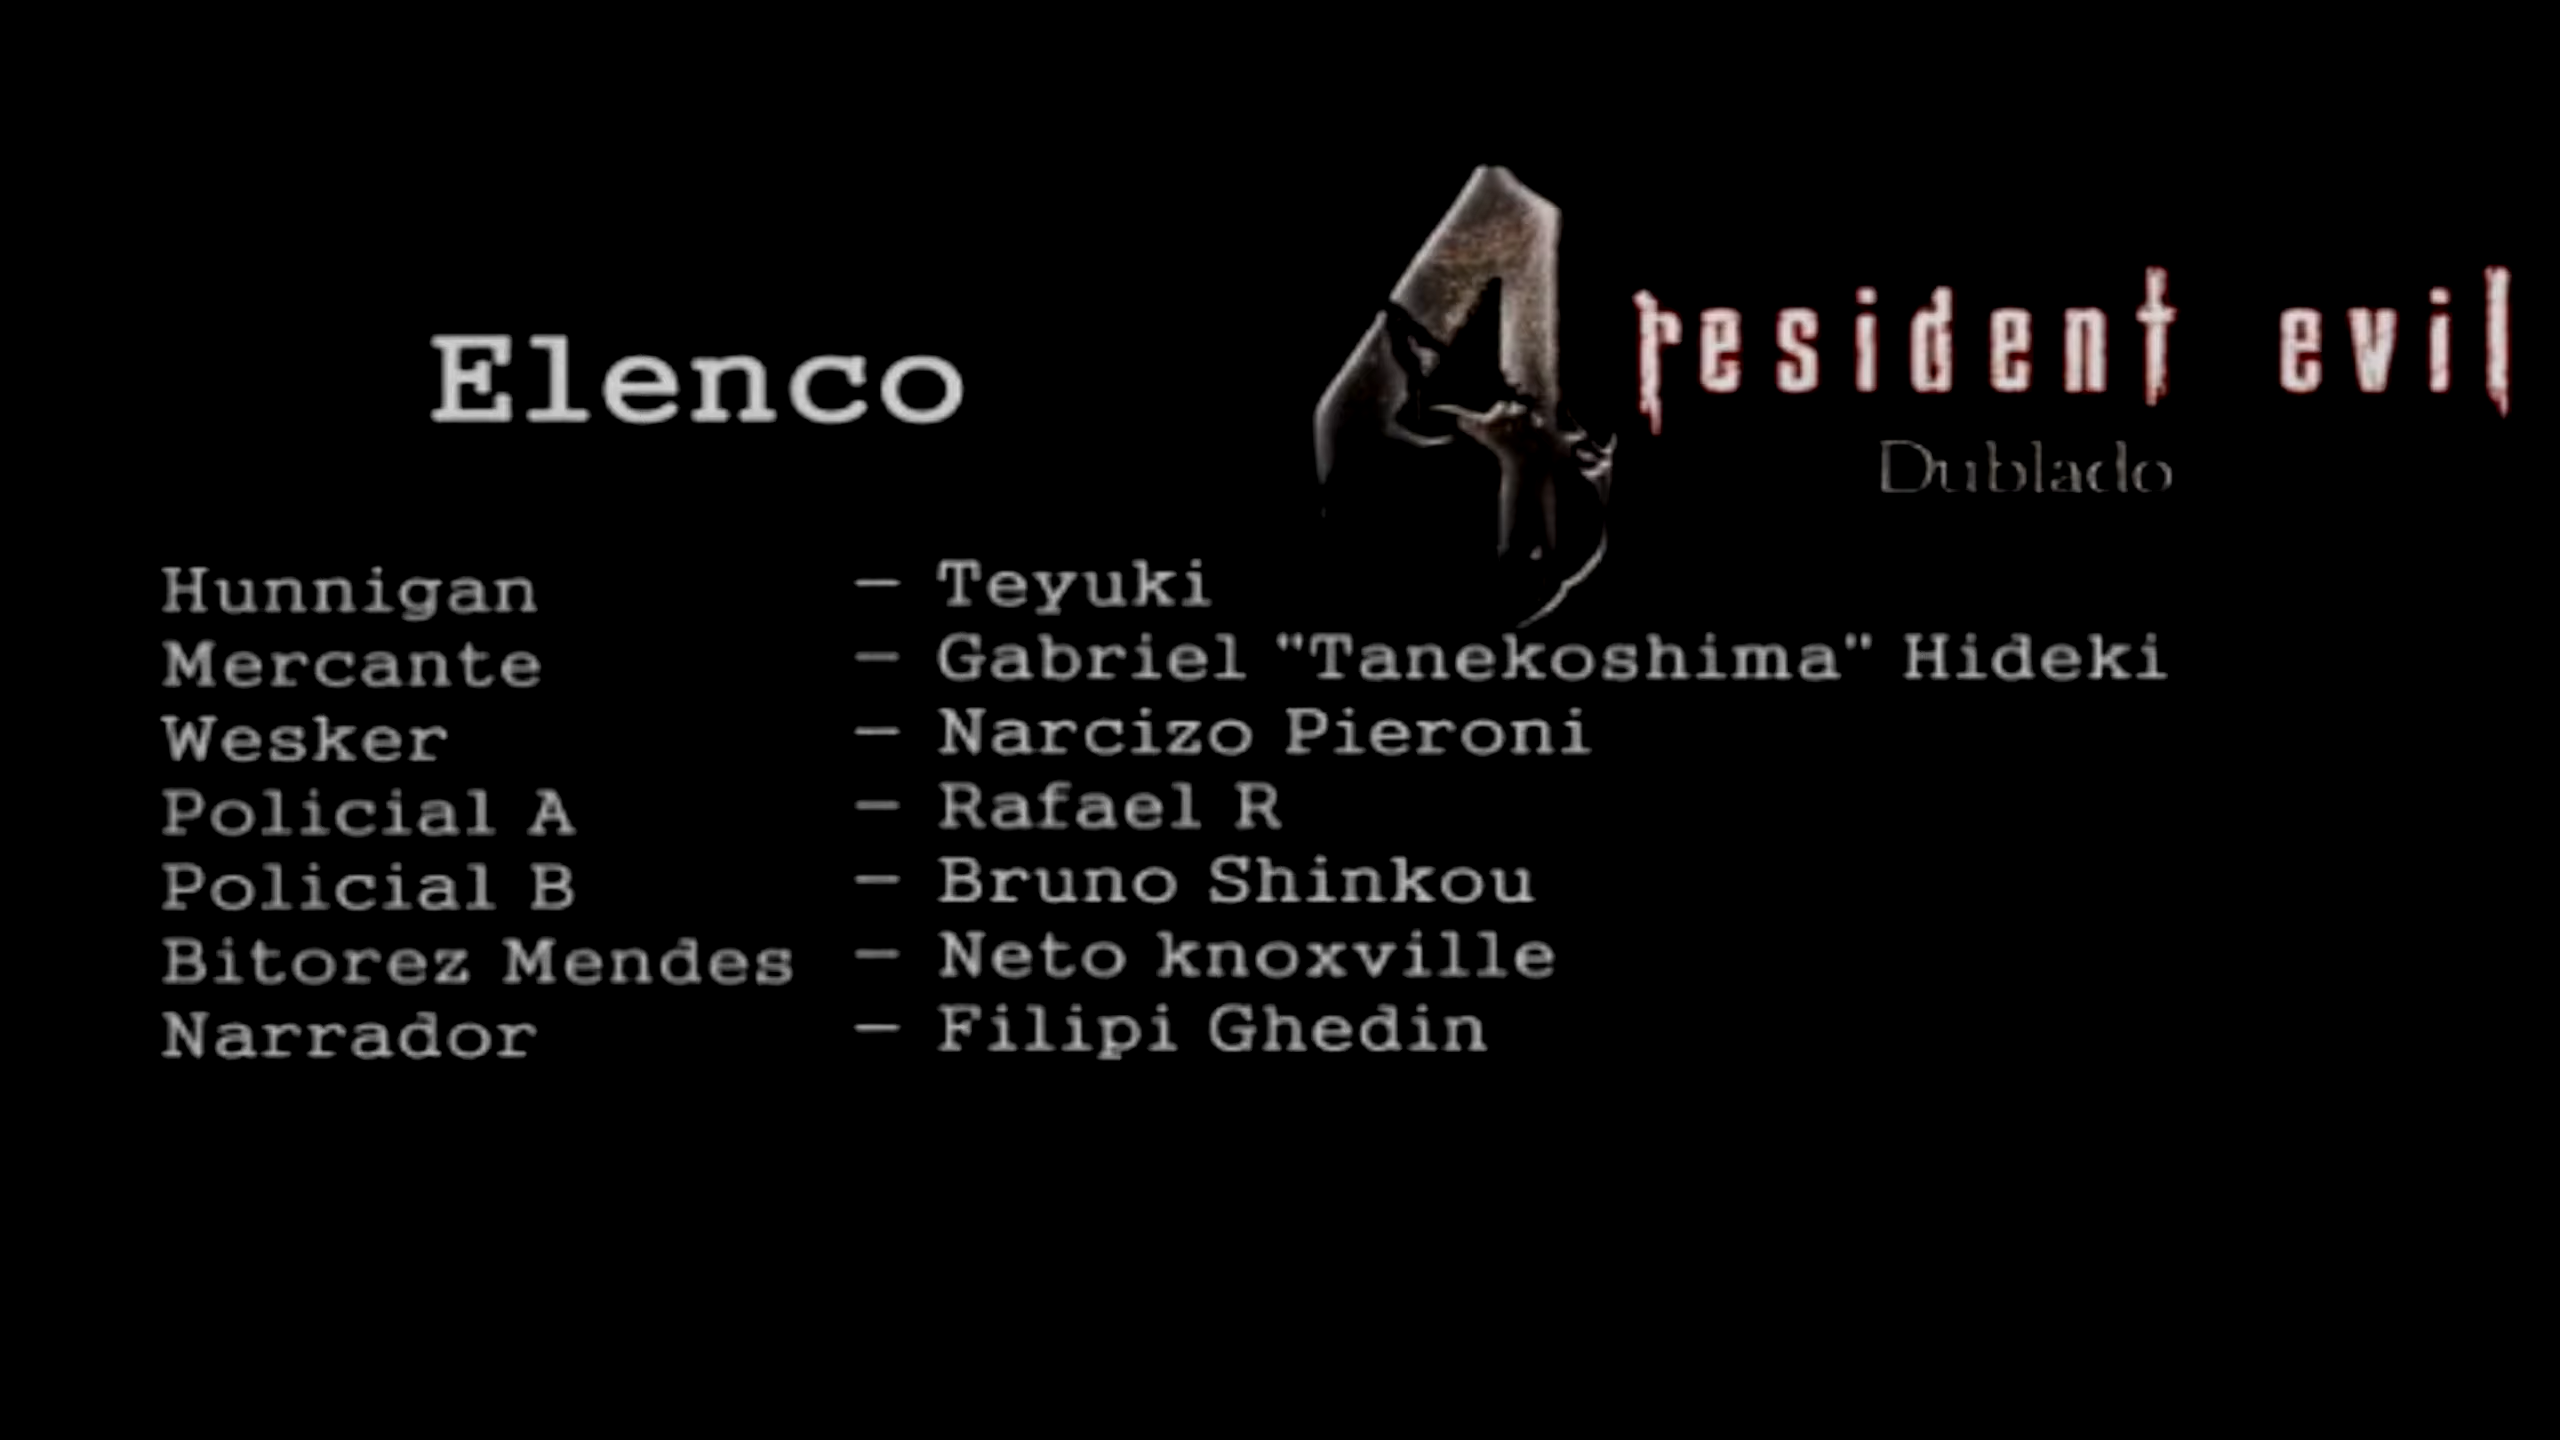 Elenco
4 resident evil
Dublado
Hunnigan — Teyuki
Mercante — Gabriel "Tanekoshima" Hideki
Wesker — Narcizo Pieroni
Policial A — Rafael R
Policial B — Bruno Shinkou
Bitorez Mendes — Neto knoxville
Narrador — Filipi Ghedin